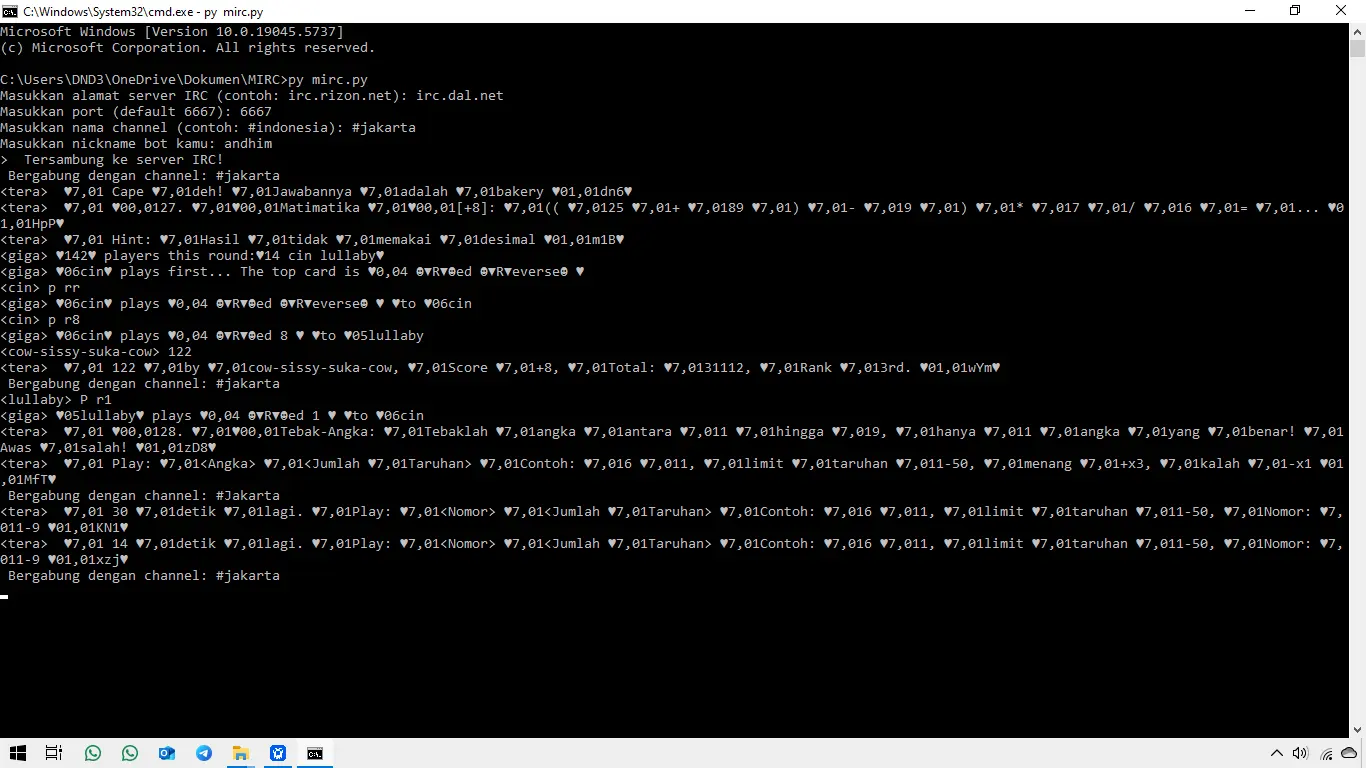 C:\Windows\System32\cmd.exe - py  mirc.py
Microsoft Windows [Version 10.0.19045.5737]
(c) Microsoft Corporation. All rights reserved.
C:\Users\DND3\OneDrive\Dokumen\MIRC>py mirc.py
Masukkan alamat server IRC (contoh: irc.rizon.net): irc.dal.net
Masukkan port (default 6667): 6667
Masukkan nama channel (contoh: #indonesia): #jakarta
Masukkan nickname bot kamu: andhim
>  Tersambung ke server IRC!
Bergabung dengan channel: #jakarta
<tera>  ♥7,01 Cape ♥7,01deh! ♥7,01Jawabannya ♥7,01adalah ♥7,01bakery ♥01,01dn6♥
<tera>  ♥7,01 ♥00,0127. ♥7,01♥00,01Matimatika ♥7,01♥00,01[+8]: ♥7,01(( ♥7,0125 ♥7,01+ ♥7,0189 ♥7,01) ♥7,01- ♥7,019 ♥7,01) ♥7,01* ♥7,017 ♥7,01/ ♥7,016 ♥7,01= ♥7,01... ♥0
1,01HpP♥
<tera>  ♥7,01 Hint: ♥7,01Hasil ♥7,01tidak ♥7,01memakai ♥7,01desimal ♥01,01m1B♥
<giga> ♥142♥ players this round:♥14 cin lullaby♥
<giga> ♥06cin♥ plays first... The top card is ♥0,04 ☻▼R▼☻ed ☻▼R▼everse☻ ♥
<cin> p rr
<giga> ♥06cin♥ plays ♥0,04 ☻▼R▼☻ed ☻▼R▼everse☻ ♥ ♥to ♥06cin
<cin> p r8
<giga> ♥06cin♥ plays ♥0,04 ☻▼R▼☻ed 8 ♥ ♥to ♥05lullaby
<cow-sissy-suka-cow> 122
<tera>  ♥7,01 122 ♥7,01by ♥7,01cow-sissy-suka-cow, ♥7,01Score ♥7,01+8, ♥7,01Total: ♥7,0131112, ♥7,01Rank ♥7,013rd. ♥01,01wYm♥
Bergabung dengan channel: #jakarta
<lullaby> P r1
<giga> ♥05lullaby♥ plays ♥0,04 ☻▼R▼☻ed 1 ♥ ♥to ♥06cin
<tera>  ♥7,01 ♥00,0128. ♥7,01♥00,01Tebak-Angka: ♥7,01Tebaklah ♥7,01angka ♥7,01antara ♥7,011 ♥7,01hingga ♥7,019, ♥7,01hanya ♥7,011 ♥7,01angka ♥7,01yang ♥7,01benar! ♥7,01
Awas ♥7,01salah! ♥01,01zD8♥
<tera>  ♥7,01 Play: ♥7,01<Angka> ♥7,01<Jumlah ♥7,01Taruhan> ♥7,01Contoh: ♥7,016 ♥7,011, ♥7,01limit ♥7,01taruhan ♥7,011-50, ♥7,01menang ♥7,01+x3, ♥7,01kalah ♥7,01-x1 ♥01
,01MfT♥
Bergabung dengan channel: #Jakarta
<tera>  ♥7,01 30 ♥7,01detik ♥7,01lagi. ♥7,01Play: ♥7,01<Nomor> ♥7,01<Jumlah ♥7,01Taruhan> ♥7,01Contoh: ♥7,016 ♥7,011, ♥7,01limit ♥7,01taruhan ♥7,011-50, ♥7,01Nomor: ♥7,
011-9 ♥01,01KN1♥
<tera>  ♥7,01 14 ♥7,01detik ♥7,01lagi. ♥7,01Play: ♥7,01<Nomor> ♥7,01<Jumlah ♥7,01Taruhan> ♥7,01Contoh: ♥7,016 ♥7,011, ♥7,01limit ♥7,01taruhan ♥7,011-50, ♥7,01Nomor: ♥7,
011-9 ♥01,01xzj♥
Bergabung dengan channel: #jakarta